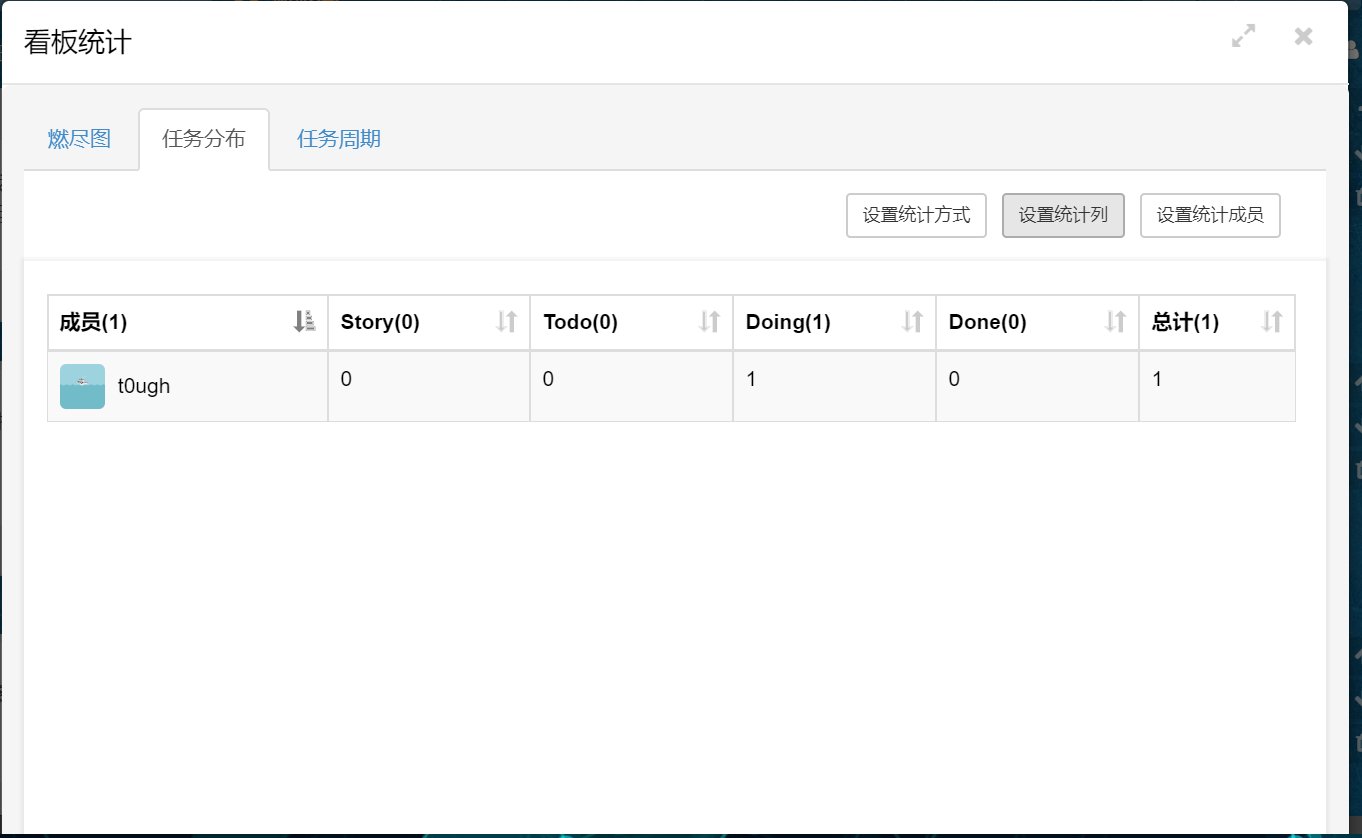 看板统计
燃尽图 任务分布 任务周期
设置统计方式 设置统计列 设置统计成员
成员(1) Story(0) Todo(0) Doing(1) Done(0) 总计(1)
t0ugh 0 0 1 0 1